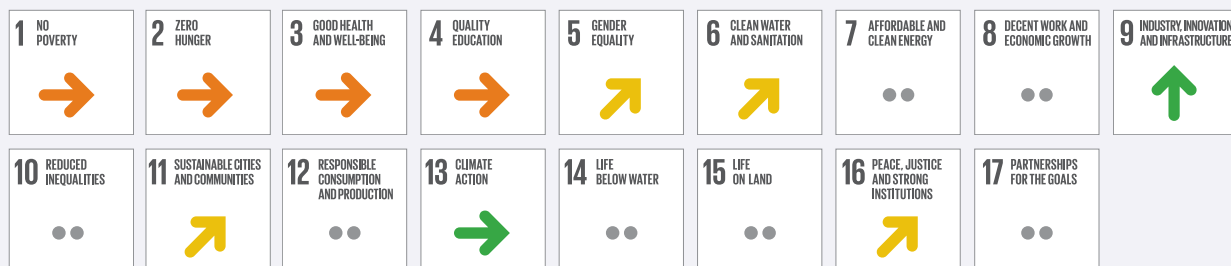 1 NO
POVERTY
2 ZERO
HUNGER
3 GOOD HEALTH
AND WELL-BEING
4 QUALITY
EDUCATION
5 GENDER
EQUALITY
6 CLEAN WATER
AND SANITATION
7 AFFORDABLE AND
CLEAN ENERGY
8 DECENT WORK AND
ECONOMIC GROWTH
9 INDUSTRY, INNOVATION
AND INFRASTRUCTURE
10 REDUCED
INEQUALITIES
11 SUSTAINABLE CITIES
AND COMMUNITIES
12 RESPONSIBLE
CONSUMPTION
AND PRODUCTION
13 CLIMATE
ACTION
14 LIFE
BELOW WATER
15 LIFE
ON LAND
16 PEACE, JUSTICE
AND STRONG
INSTITUTIONS
17 PARTNERSHIPS
FOR THE GOALS